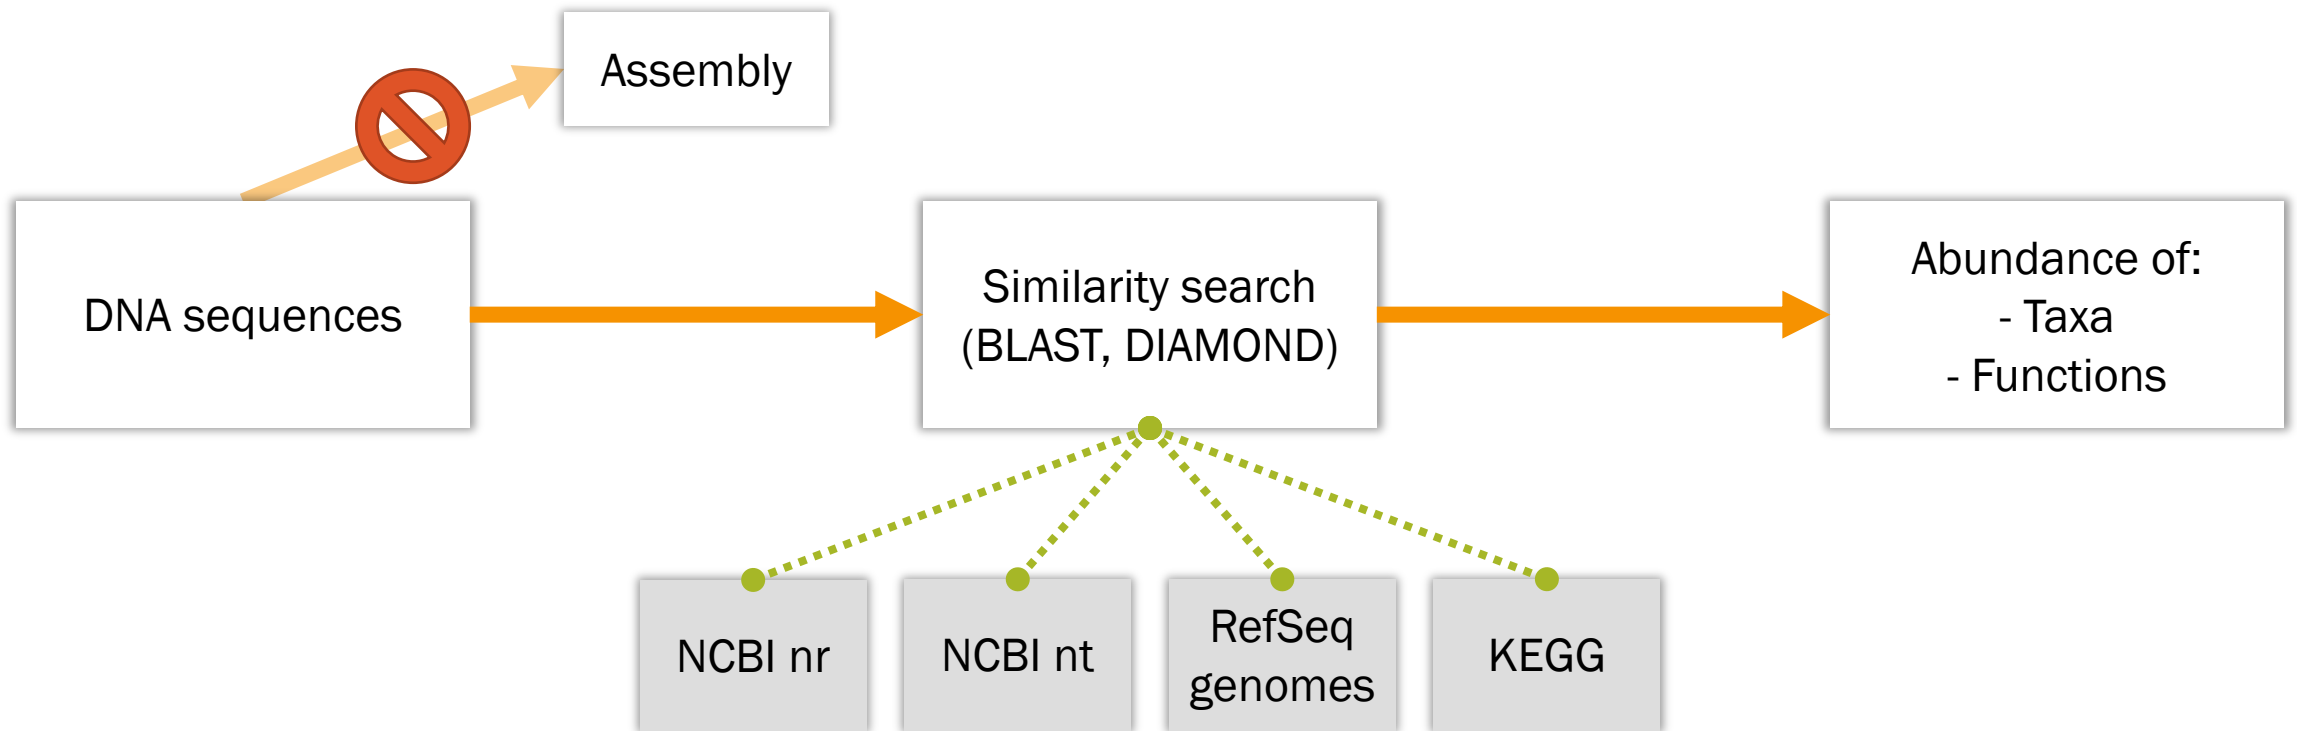 Assembly
DNA sequences
Similarity search
(BLAST, DIAMOND)
Abundance of:
- Taxa
- Functions
NCBI nr
NCBI nt
RefSeq
genomes
KEGG